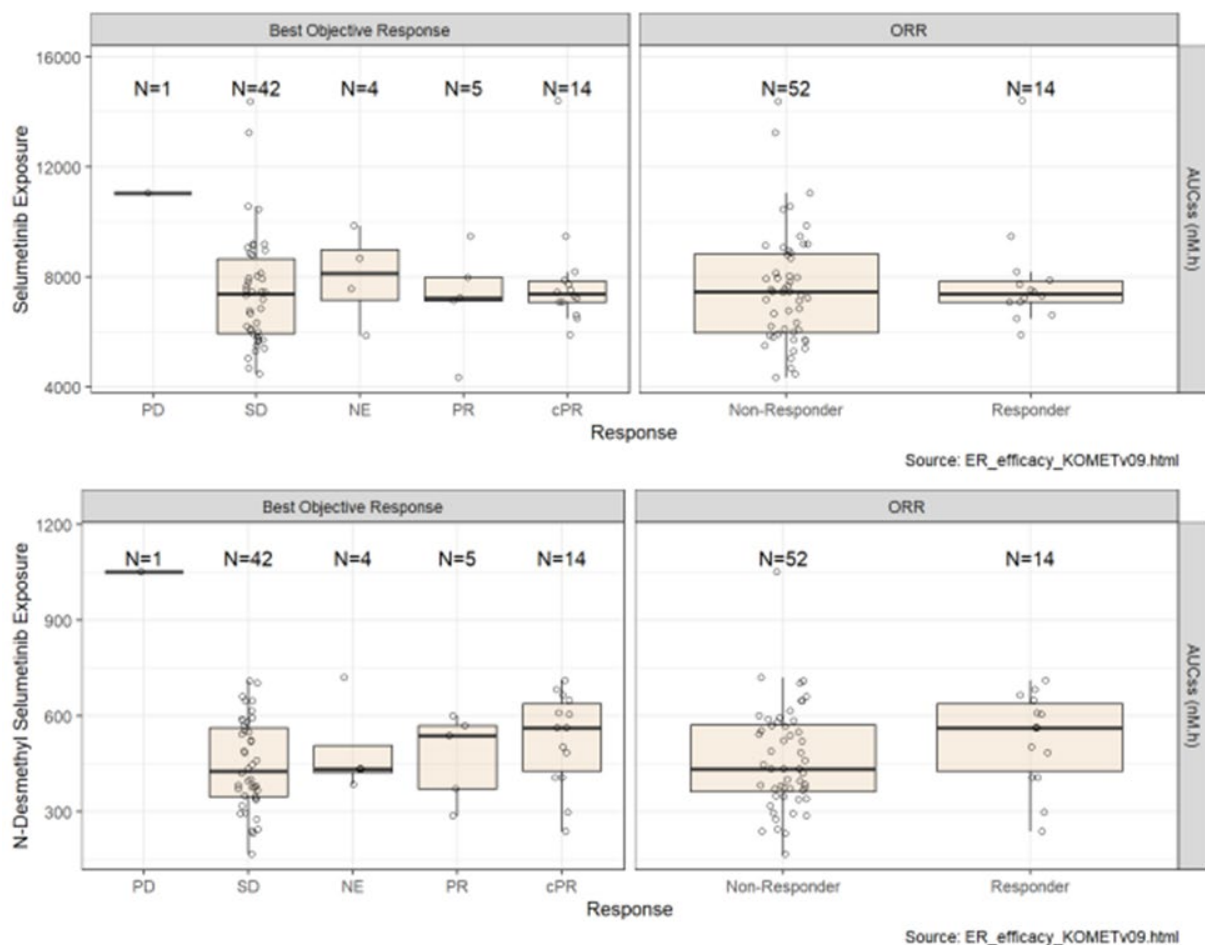 Best Objective Response
ORR
16000
12000
8000
4000
Selumetinib Exposure
N=1
N=42
N=4
N=5
N=14
N=52
N=14
AUCss (nM.h)
PD
SD
NE
PR
cPR
Non-Responder
Responder
Response
Source: ER_efficacy_KOMETv09.html
Best Objective Response
ORR
1200
900
600
300
N-Desmethyl Selumetinib Exposure
N=1
N=42
N=4
N=5
N=14
N=52
N=14
AUCss (nM.h)
PD
SD
NE
PR
cPR
Non-Responder
Responder
Response
Source: ER_efficacy_KOMETv09.html